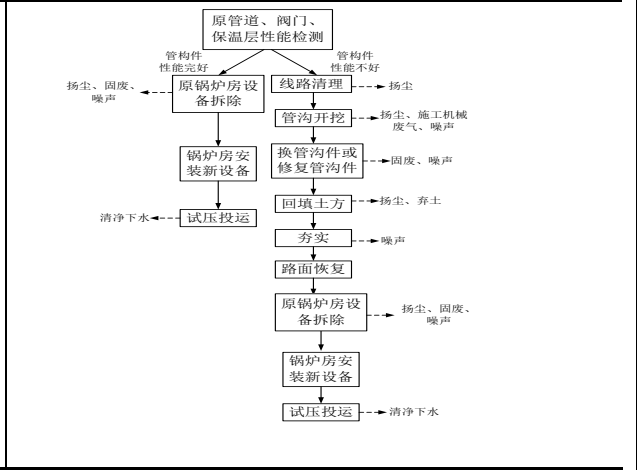 原管道、阀门、
保温层性能检测
管构件
性能完好
管构件
性能不好
扬尘、固废、
噪声
原锅炉房设
备拆除
线路清理
扬尘
管沟开挖
扬尘、施工机械
废气、噪声
锅炉房安
装新设备
换管沟件或
修复管沟件
固废、噪声
清净下水
试压投运
回填土方
扬尘、弃土
夯实
噪声
路面恢复
原锅炉房设
备拆除
扬尘、固废、
噪声
锅炉房安
装新设备
试压投运
清净下水